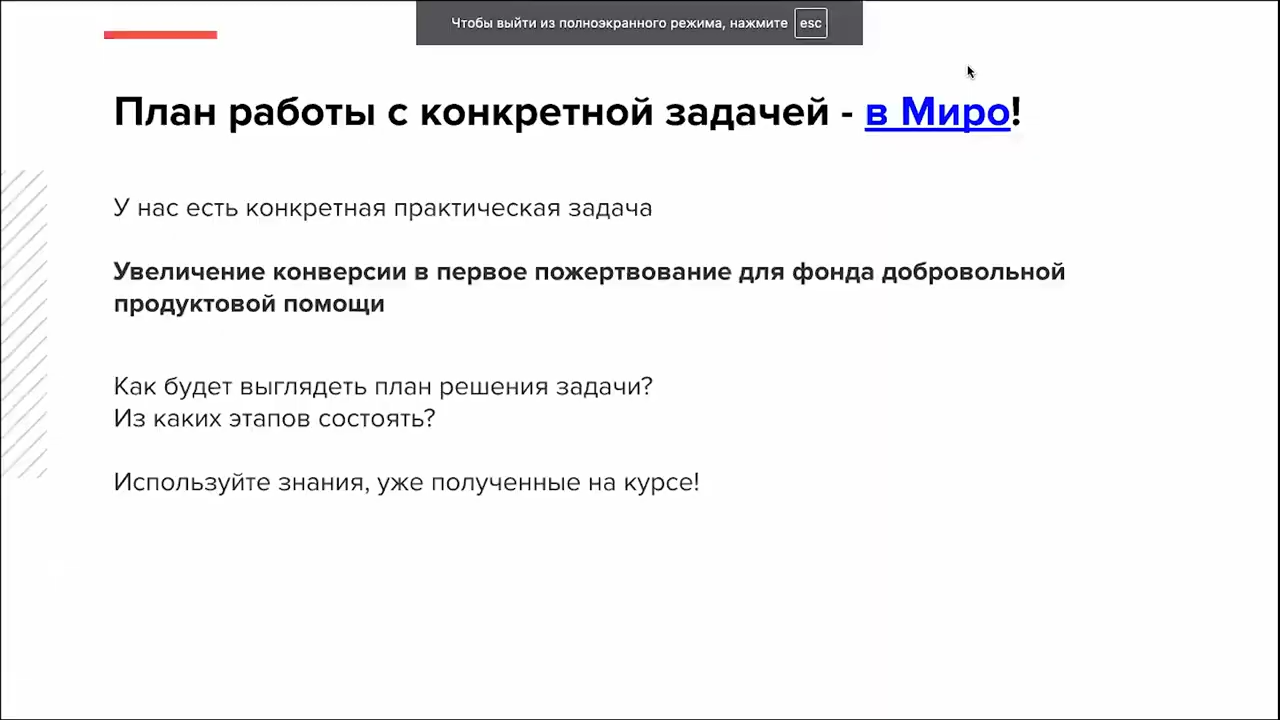 Чтобы выйти из полноэкранного режима, нажмите esc
План работы с конкретной задачей - в Миро!
У нас есть конкретная практическая задача
Увеличение конверсии в первое пожертвование для фонда добровольной
продуктовой помощи
Как будет выглядеть план решения задачи?
Из каких этапов состоять?
Используйте знания, уже полученные на курсе!